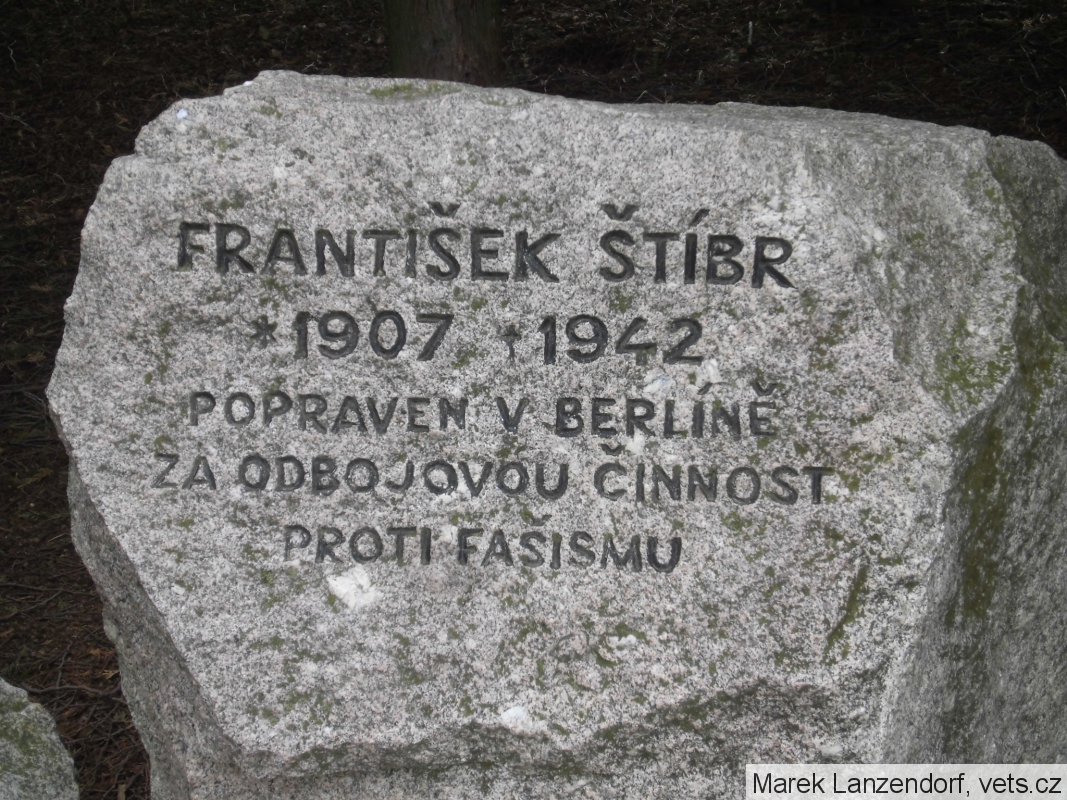 FRANTIŠEK ŠTÍBR
* 1907 † 1942
POPRAVEN V BERLÍNĚ
ZA ODBOJOVOU ČINNOST
PROTI FAŠISMU
Marek Lanzendorf, vets.cz